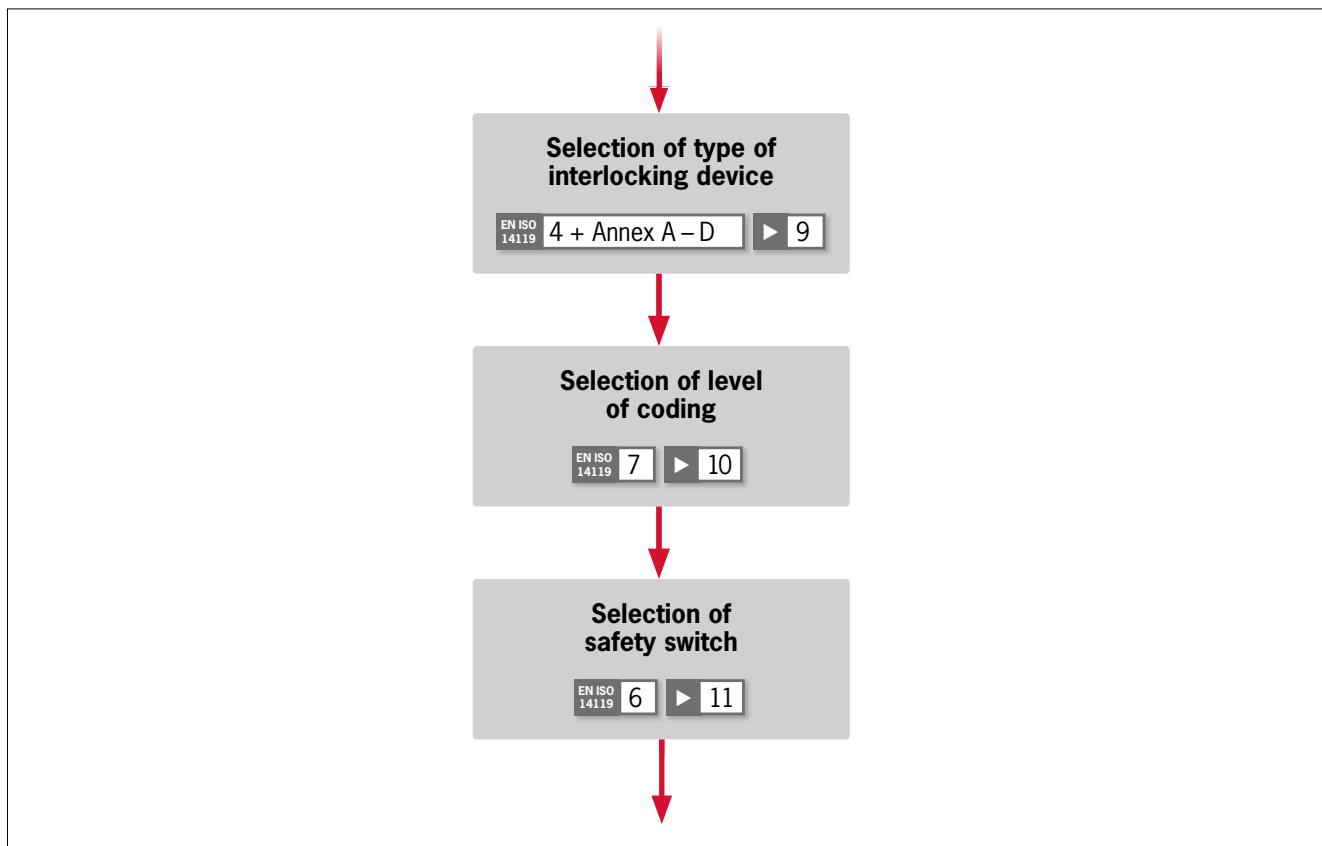 Selection of type of
interlocking device
EN ISO
14119
4 + Annex A – D
9
Selection of level
of coding
EN ISO
14119
7
10
Selection of
safety switch
EN ISO
14119
6
11